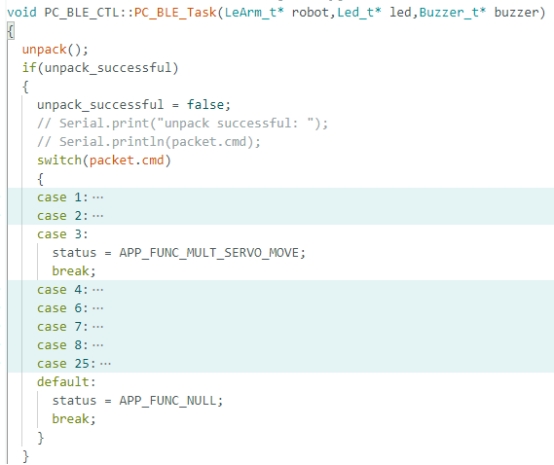 void PC_BLE_CTL::PC_BLE_Task(LeArm_t* robot,Led_t* led,Buzzer_t* buzzer)
{
  unpack();
  if(unpack_successful)
  {
    unpack_successful = false;
    // Serial.print("unpack successful: ");
    // Serial.println(packet.cmd);
    switch(packet.cmd)
    {
    case 1:···
    case 2:···
    case 3:
      status = APP_FUNC_MULT_SERVO_MOVE;
      break;
    case 4:···
    case 6:···
    case 7:···
    case 8:···
    case 25:···
    default:
      status = APP_FUNC_NULL;
      break;
    }
  }